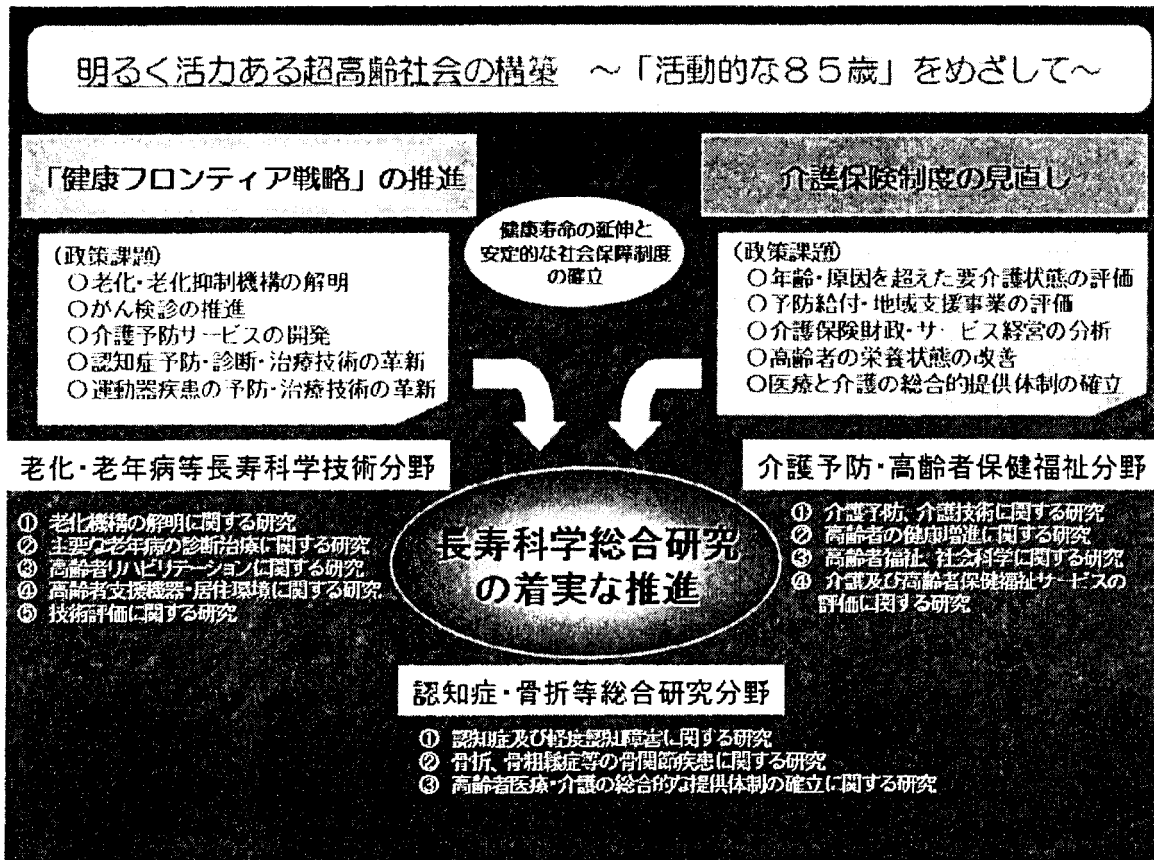 明るく活力ある超高齢社会の構築 ～「活動的な85歳」をめざして～
「健康フロンティア戦略」の推進
(政策課題)
○老化・老化抑制機構の解明
○がん検診の推進
○介護予防サービスの開発
○認知症予防・診断・治療技術の革新
○運動器疾患の予防・治療技術の革新
健康寿命の延伸と
安定的な社会保障制度
の確立
介護保険制度の見直し
(政策課題)
○年齢・原因を超えた要介護状態の評価
○予防給付・地域支援事業の評価
○介護保険財政・サービス経営の分析
○高齢者の栄養状態の改善
○医療と介護の総合的提供体制の確立
老化・老年病等長寿科学技術分野
① 老化機構の解明に関する研究
② 主要な老年病の診断治療に関する研究
③ 高齢者リハビリテーションに関する研究
④ 高齢者支援機器・居住環境に関する研究
⑤ 技術評価に関する研究
長寿科学総合研究
の着実な推進
介護予防・高齢者保健福祉分野
① 介護予防、介護技術に関する研究
② 高齢者の健康増進に関する研究
③ 高齢者福祉、社会科学に関する研究
④ 介護及び高齢者保健福祉サービスの
評価に関する研究
認知症・骨折等総合研究分野
① 認知症及び軽度認知障害に関する研究
② 骨折、骨粗鬆症等の骨関節疾患に関する研究
③ 高齢者医療・介護の総合的な提供体制の確立に関する研究